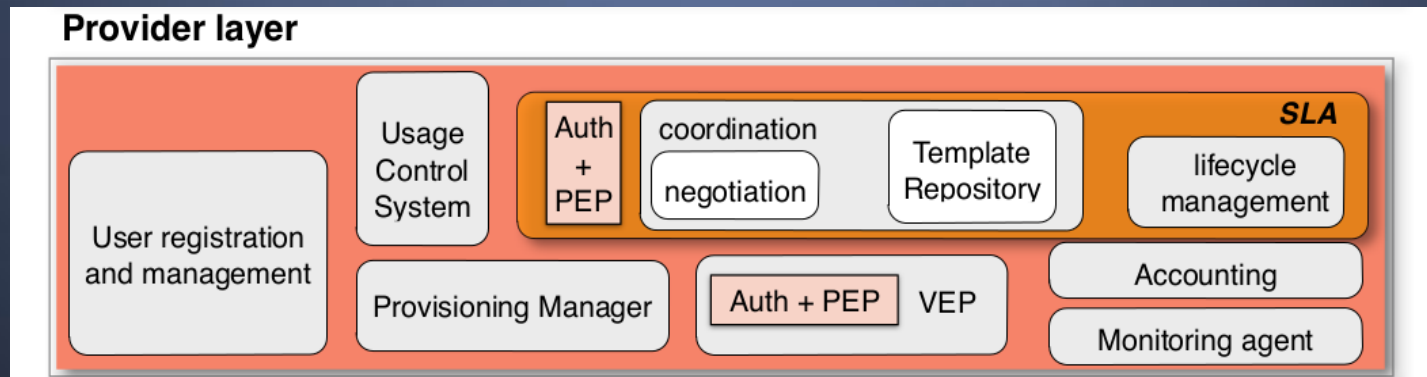 Provider layer
User registration
and management
Usage
Control
System
Auth
+
PEP
coordination
negotiation
Template
Repository
SLA
lifecycle
management
Provisioning Manager
Auth + PEP
VEP
Accounting
Monitoring agent